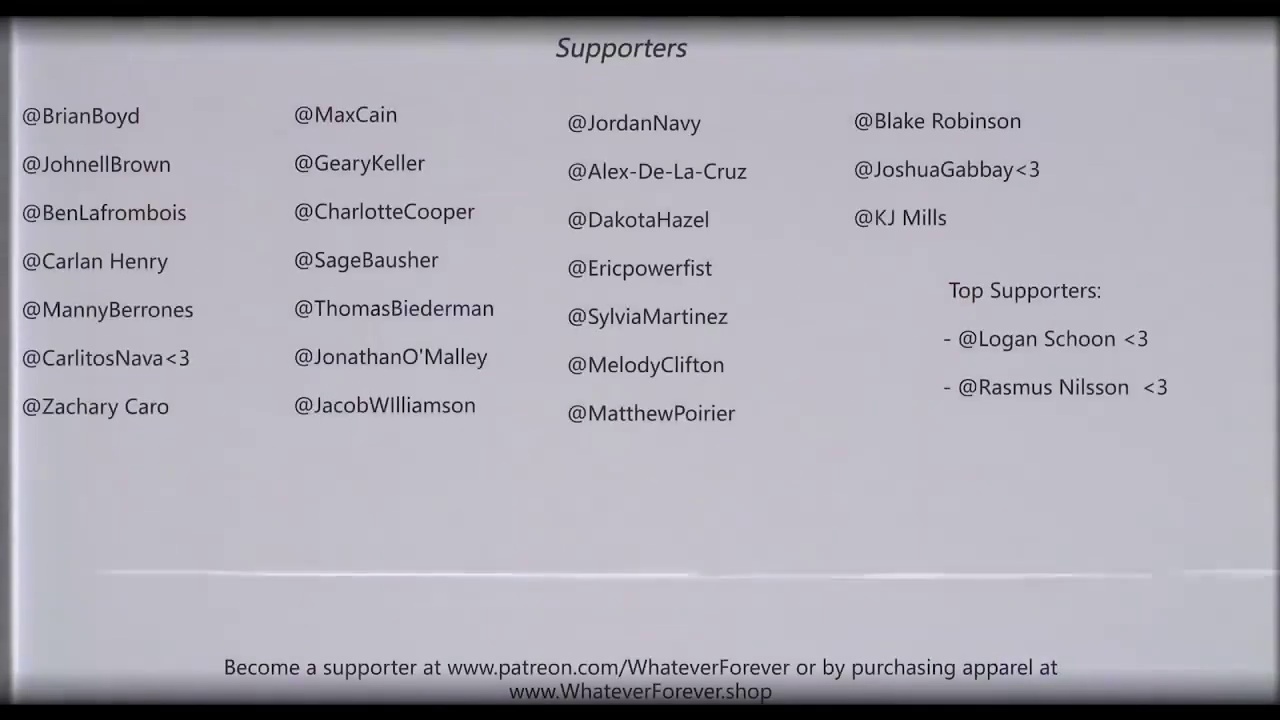 Supporters
@BrianBoyd
@JohnellBrown
@BenLafrombois
@Carlan Henry
@MannyBerrones
@CarlitosNava<3
@Zachary Caro
@MaxCain
@GearyKeller
@CharlotteCooper
@SageBausher
@ThomasBiederman
@JonathanO'Malley
@JacobWIlliamson
@JordanNavy
@Alex-De-La-Cruz
@DakotaHazel
@Ericpowerfist
@SylviaMartinez
@MelodyClifton
@MatthewPoirier
@Blake Robinson
@JoshuaGabbay<3
@KJ Mills
Top Supporters:
- @Logan Schoon <3
- @Rasmus Nilsson  <3
Become a supporter at www.patreon.com/WhateverForever or by purchasing apparel at
www.WhateverForever.shop